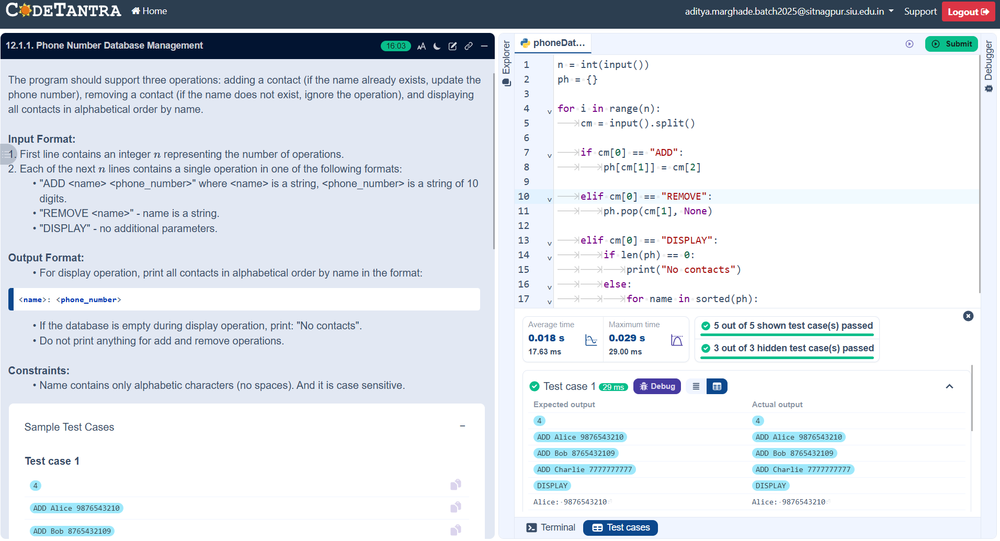 CODETANTRA
Home
aditya.marghade.batch2025@sitnagpur.siu.edu.in
Support
Logout
12.1.1. Phone Number Database Management
16:03
AA
The program should support three operations: adding a contact (if the name already exists, update the
phone number), removing a contact (if the name does not exist, ignore the operation), and displaying
all contacts in alphabetical order by name.
Input Format:
1. First line contains an integer n representing the number of operations.
2. Each of the next n lines contains a single operation in one of the following formats:
• "ADD <name> <phone_number>" where <name> is a string, <phone_number> is a string of 10
digits.
• "REMOVE <name>" - name is a string.
• "DISPLAY" - no additional parameters.
Output Format:
• For display operation, print all contacts in alphabetical order by name in the format:
<name>: <phone_number>
• If the database is empty during display operation, print: "No contacts".
• Do not print anything for add and remove operations.
Constraints:
• Name contains only alphabetic characters (no spaces). And it is case sensitive.
Sample Test Cases
Test case 1
4
ADD Alice 9876543210
ADD Bob 8765432109
Explorer
phoneDat...
Submit
Debugger
1 n = int(input())
2 ph = {}
3
4 for i in range(n):
5 cm = input().split()
6
7 if cm[0] == "ADD":
8 ph[cm[1]] = cm[2]
9
10 elif cm[0] == "REMOVE":
11 ph.pop(cm[1], None)
12
13 elif cm[0] == "DISPLAY":
14 if len(ph) == 0:
15 print("No contacts")
16 else:
17 for name in sorted(ph):
Average time
0.018 s
17.63 ms
Maximum time
0.029 s
29.00 ms
5 out of 5 shown test case(s) passed
3 out of 3 hidden test case(s) passed
Test case 1 29 ms Debug
Expected output Actual output
4 4
ADD Alice 9876543210 ADD Alice 9876543210
ADD Bob 8765432109 ADD Bob 8765432109
ADD Charlie 7777777777 ADD Charlie 7777777777
DISPLAY DISPLAY
Alice: 9876543210 Alice: 9876543210
Terminal Test cases